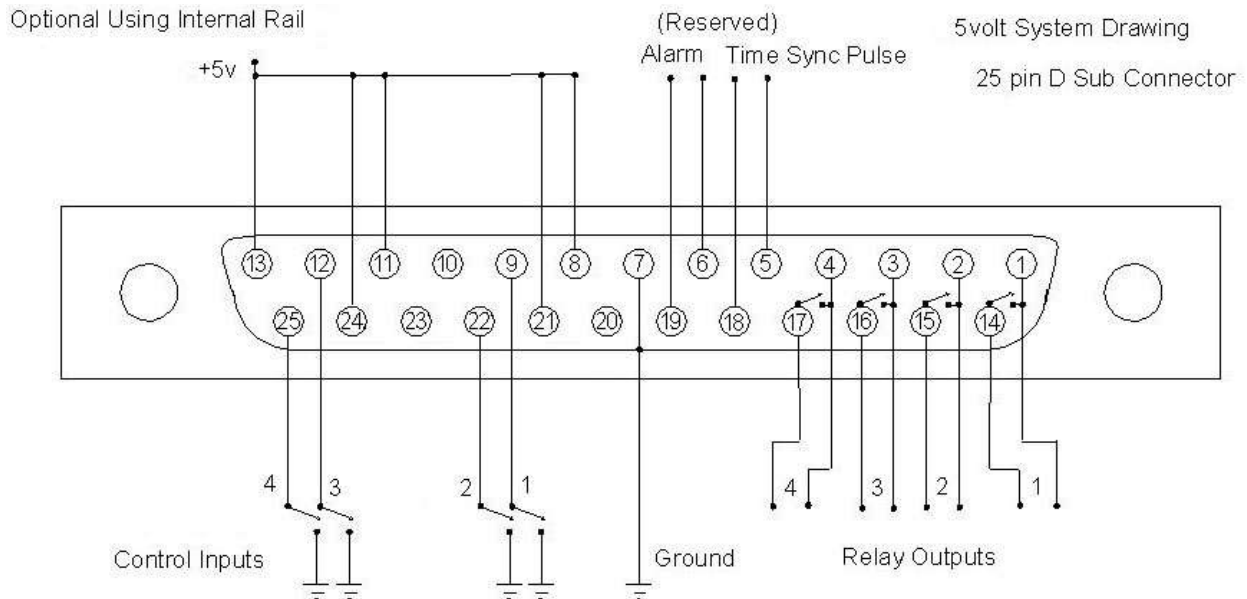 Optional Using Internal Rail
(Reserved)
5volt System Drawing
Alarm Time Sync Pulse
+5v
25 pin D Sub Connector
13 12 11 10 9 8 7 6 5 4 3 2 1
25 24 23 22 21 20 19 18 17 16 15 14
4 3 2 1 4 3 2 1
Control Inputs
Ground
Relay Outputs